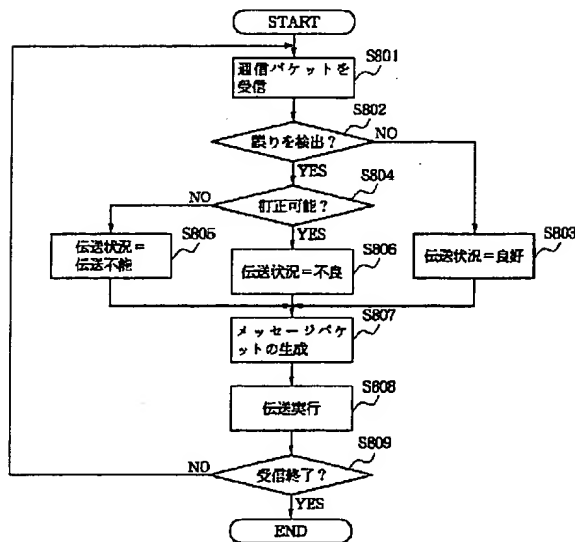 START
S801
通信パケットを
受信
S802
誤りを検出？
NO
YES
S804
NO
訂正可能？
YES
S805
伝送状況＝
伝送不能
S806
伝送状況＝不良
S803
伝送状況＝良好
S807
メッセージパケ
ットの生成
S808
伝送実行
S809
NO
受信終了？
YES
END